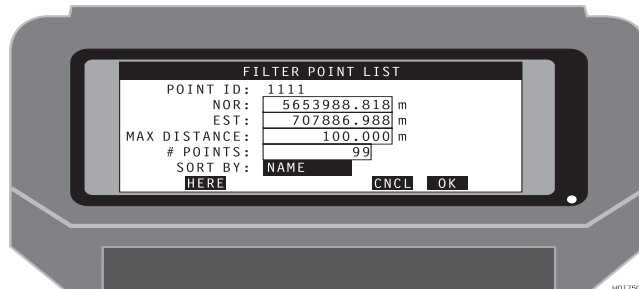 FILTER POINT LIST
POINT ID: 1111
NOR: 5653988.818 m
EST: 707886.988 m
MAX DISTANCE: 100.000 m
# POINTS: 99
SORT BY: NAME
HERE CNCL OK